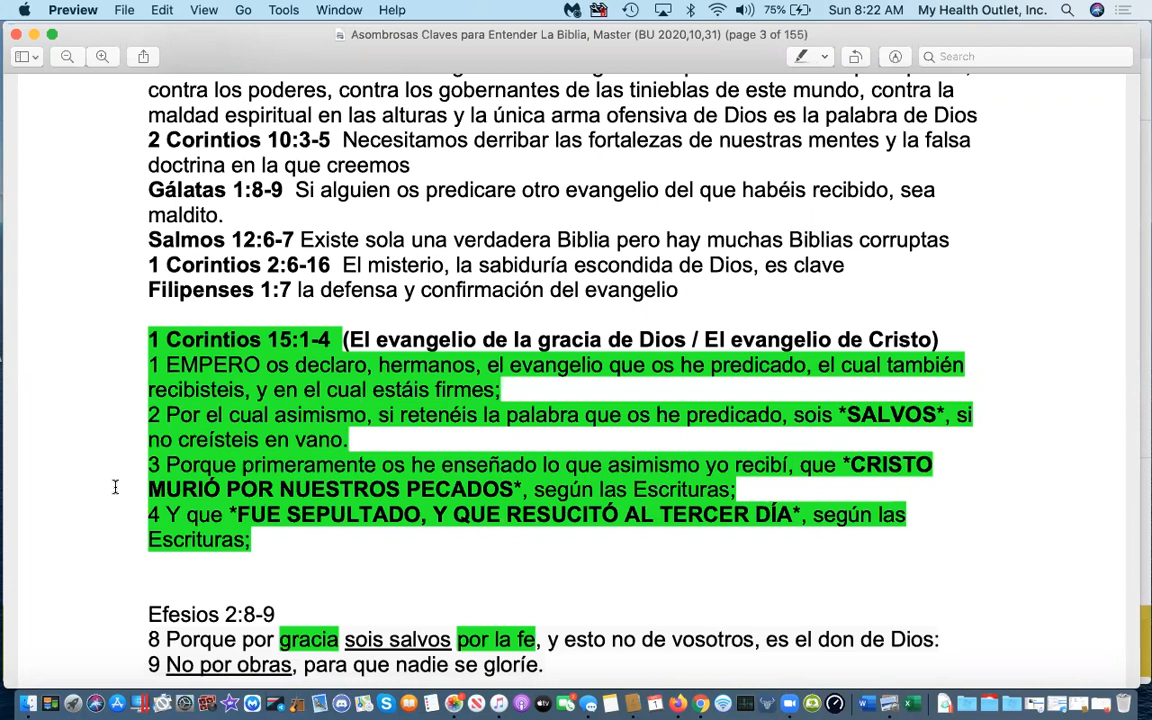 Preview File Edit View Go Tools Window Help 75% Sun 8:22 AM My Health Outlet, Inc.
Asombrosas Claves para Entender La Biblia, Master (BU 2020,10,31) (page 3 of 155)
Search
contra los poderes, contra los gobernantes de las tinieblas de este mundo, contra la
maldad espiritual en las alturas y la única arma ofensiva de Dios es la palabra de Dios
2 Corintios 10:3-5 Necesitamos derribar las fortalezas de nuestras mentes y la falsa
doctrina en la que creemos
Gálatas 1:8-9 Si alguien os predicare otro evangelio del que habéis recibido, sea
maldito.
Salmos 12:6-7 Existe sola una verdadera Biblia pero hay muchas Biblias corruptas
1 Corintios 2:6-16 El misterio, la sabiduría escondida de Dios, es clave
Filipenses 1:7 la defensa y confirmación del evangelio
1 Corintios 15:1-4 (El evangelio de la gracia de Dios / El evangelio de Cristo)
1 EMPERO os declaro, hermanos, el evangelio que os he predicado, el cual también
recibisteis, y en el cual estáis firmes;
2 Por el cual asimismo, si retenéis la palabra que os he predicado, sois *SALVOS*, si
no creísteis en vano.
3 Porque primeramente os he enseñado lo que asimismo yo recibí, que *CRISTO
MURIÓ POR NUESTROS PECADOS*, según las Escrituras;
4 Y que *FUE SEPULTADO, Y QUE RESUCITÓ AL TERCER DÍA*, según las
Escrituras;
Efesios 2:8-9
8 Porque por gracia sois salvos por la fe, y esto no de vosotros, es el don de Dios:
9 No por obras, para que nadie se gloríe.